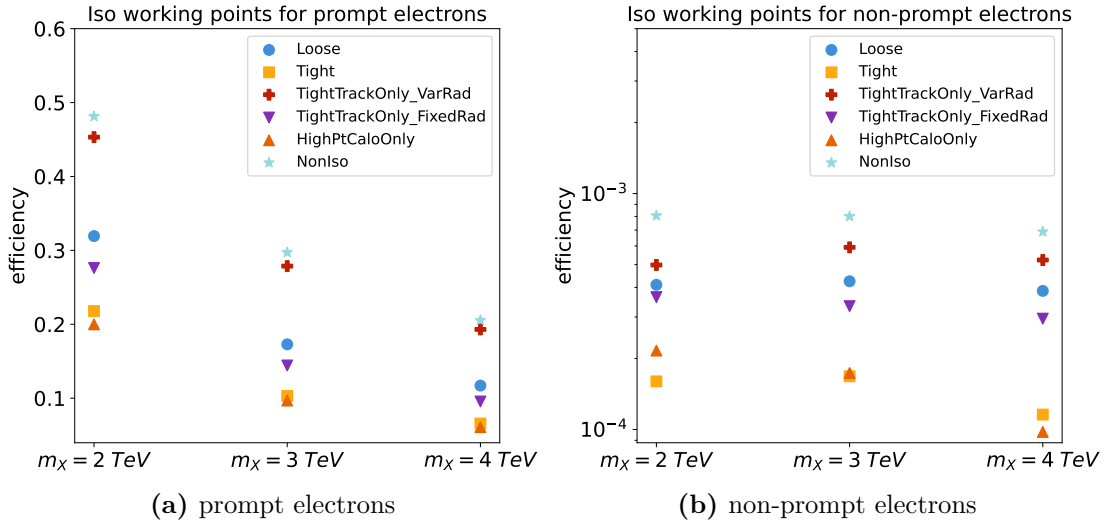 Iso working points for prompt electrons
0.6
0.5
0.4
0.3
0.2
0.1
efficiency
Loose
Tight
TightTrackOnly_VarRad
TightTrackOnly_FixedRad
HighPtCaloOnly
NonIso
m_X = 2 TeV
m_X = 3 TeV
m_X = 4 TeV
(a) prompt electrons
Iso working points for non-prompt electrons
10⁻³
10⁻⁴
efficiency
Loose
Tight
TightTrackOnly_VarRad
TightTrackOnly_FixedRad
HighPtCaloOnly
NonIso
m_X = 2 TeV
m_X = 3 TeV
m_X = 4 TeV
(b) non-prompt electrons